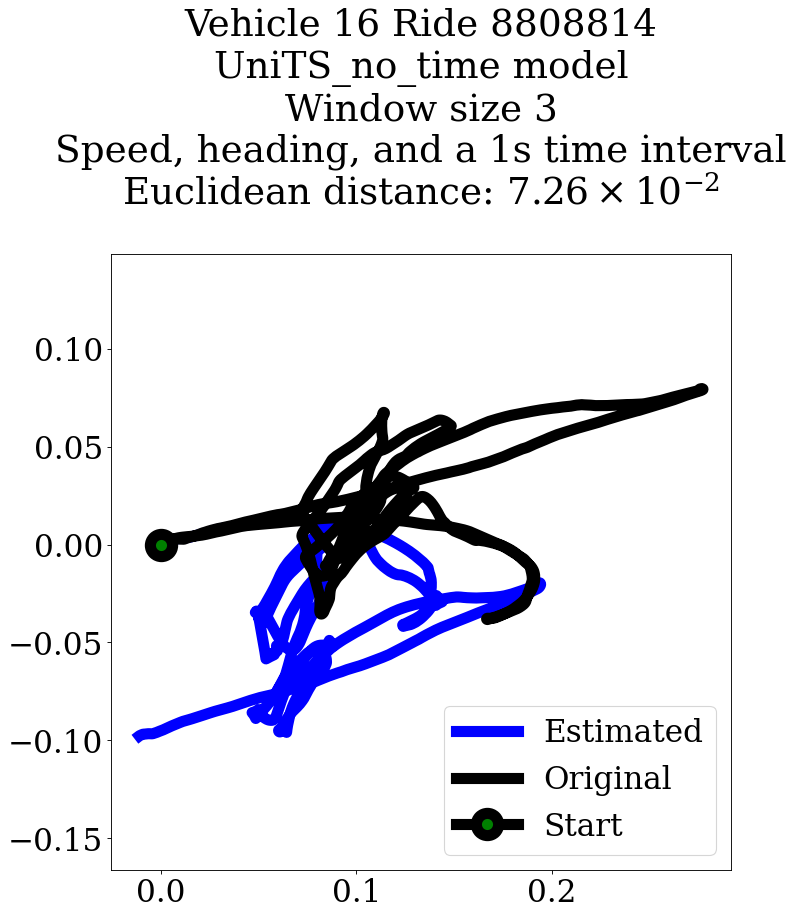 Vehicle 16 Ride 8808814
UniTS_no_time model
Window size 3
Speed, heading, and a 1s time interval
Euclidean distance: 7.26 × 10⁻²
0.10
0.05
0.00
−0.05
−0.10
−0.15
0.0
0.1
0.2
Estimated
Original
Start